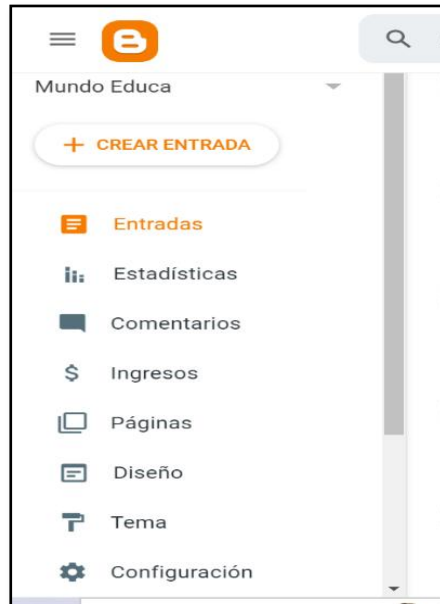 Mundo Educa
+ CREAR ENTRADA
Entradas
Estadísticas
Comentarios
Ingresos
Páginas
Diseño
Tema
Configuración